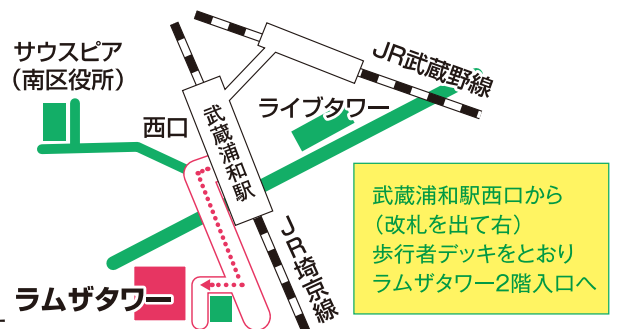 サウスピア
（南区役所）
西口
武蔵浦和駅
ライブタワー
JR武蔵野線
JR埼京線
ラムザタワー
武蔵浦和駅西口から
（改札を出て右）
歩行者デッキをとおり
ラムザタワー2階入口へ